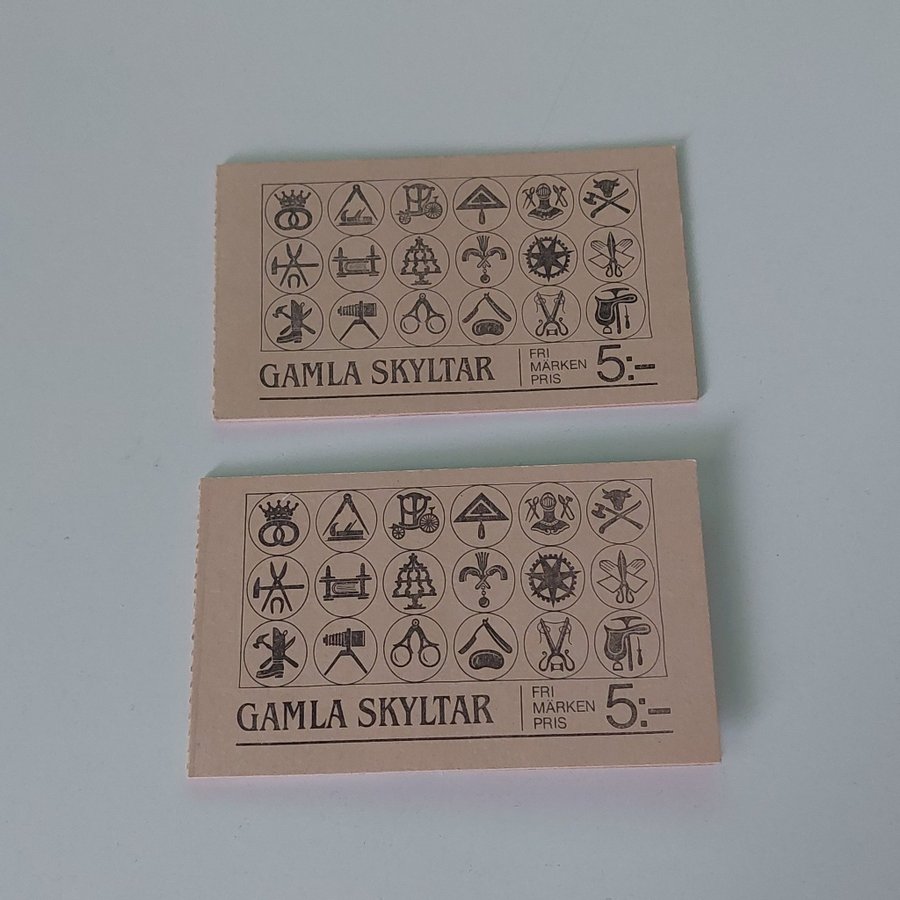 GAMLA SKYLTAR
FRI
MÄRKEN
PRIS
5:-
GAMLA SKYLTAR
FRI
MÄRKEN
PRIS
5:-